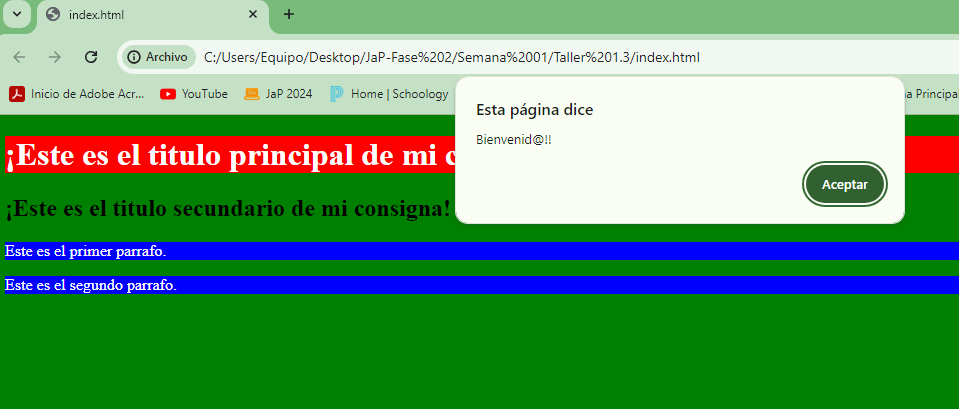 index.html
Archivo C:/Users/Equipo/Desktop/JaP-Fase%202/Semana%2001/Taller%201.3/index.html
Inicio de Adobe Acr... YouTube JaP 2024 Home | Schoology na Principal
Esta página dice
Bienvenid@!!
Aceptar
¡Este es el titulo principal de mi c
¡Este es el titulo secundario de mi consigna!
Este es el primer parrafo.
Este es el segundo parrafo.